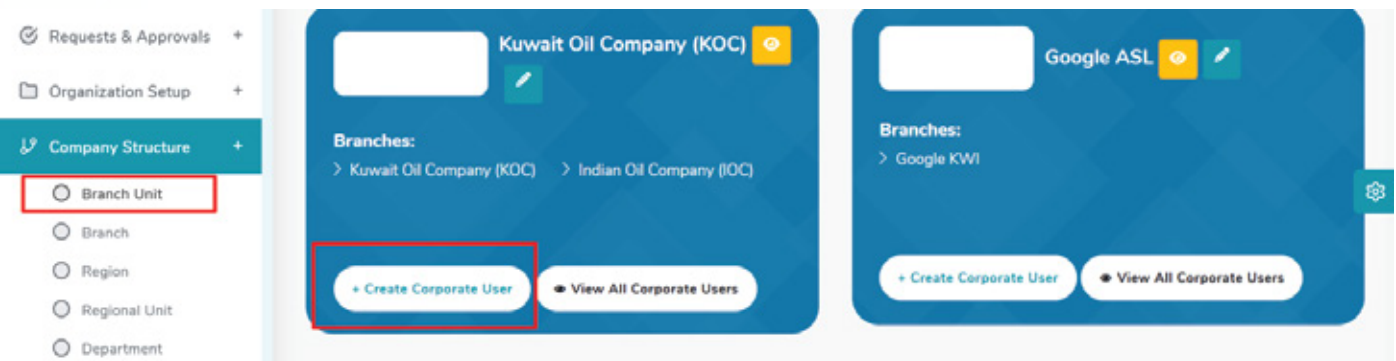 Requests & Approvals +
Organization Setup +
Company Structure +
Branch Unit
Branch
Region
Regional Unit
Department
Kuwait Oil Company (KOC)
Branches:
> Kuwait Oil Company (KOC) > Indian Oil Company (IOC)
+ Create Corporate User View All Corporate Users
Google ASL
Branches:
> Google KWI
+ Create Corporate User View All Corporate Users